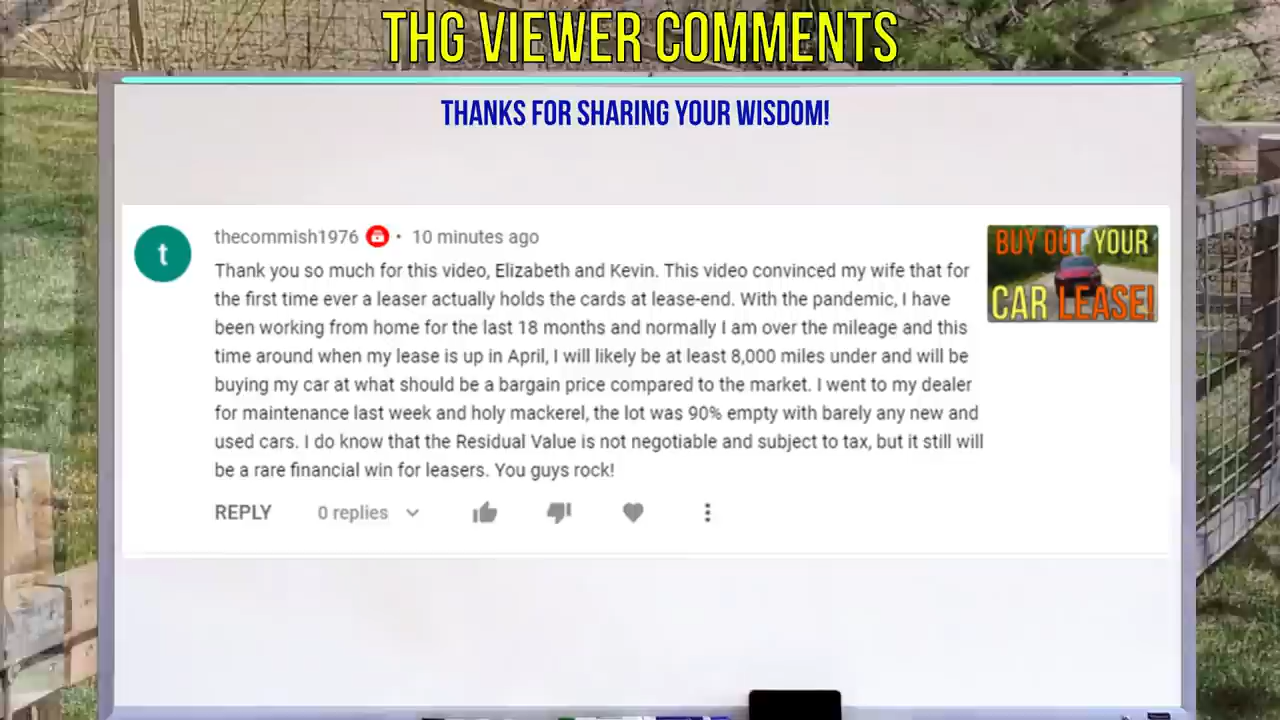 THG VIEWER COMMENTS
THANKS FOR SHARING YOUR WISDOM!
t
thecommish1976 • 10 minutes ago
Thank you so much for this video, Elizabeth and Kevin. This video convinced my wife that for
the first time ever a leaser actually holds the cards at lease-end. With the pandemic, I have
been working from home for the last 18 months and normally I am over the mileage and this
time around when my lease is up in April, I will likely be at least 8,000 miles under and will be
buying my car at what should be a bargain price compared to the market. I went to my dealer
for maintenance last week and holy mackerel, the lot was 90% empty with barely any new and
used cars. I do know that the Residual Value is not negotiable and subject to tax, but it still will
be a rare financial win for leasers. You guys rock!
REPLY 0 replies
BUY OUT YOUR
CAR LEASE!